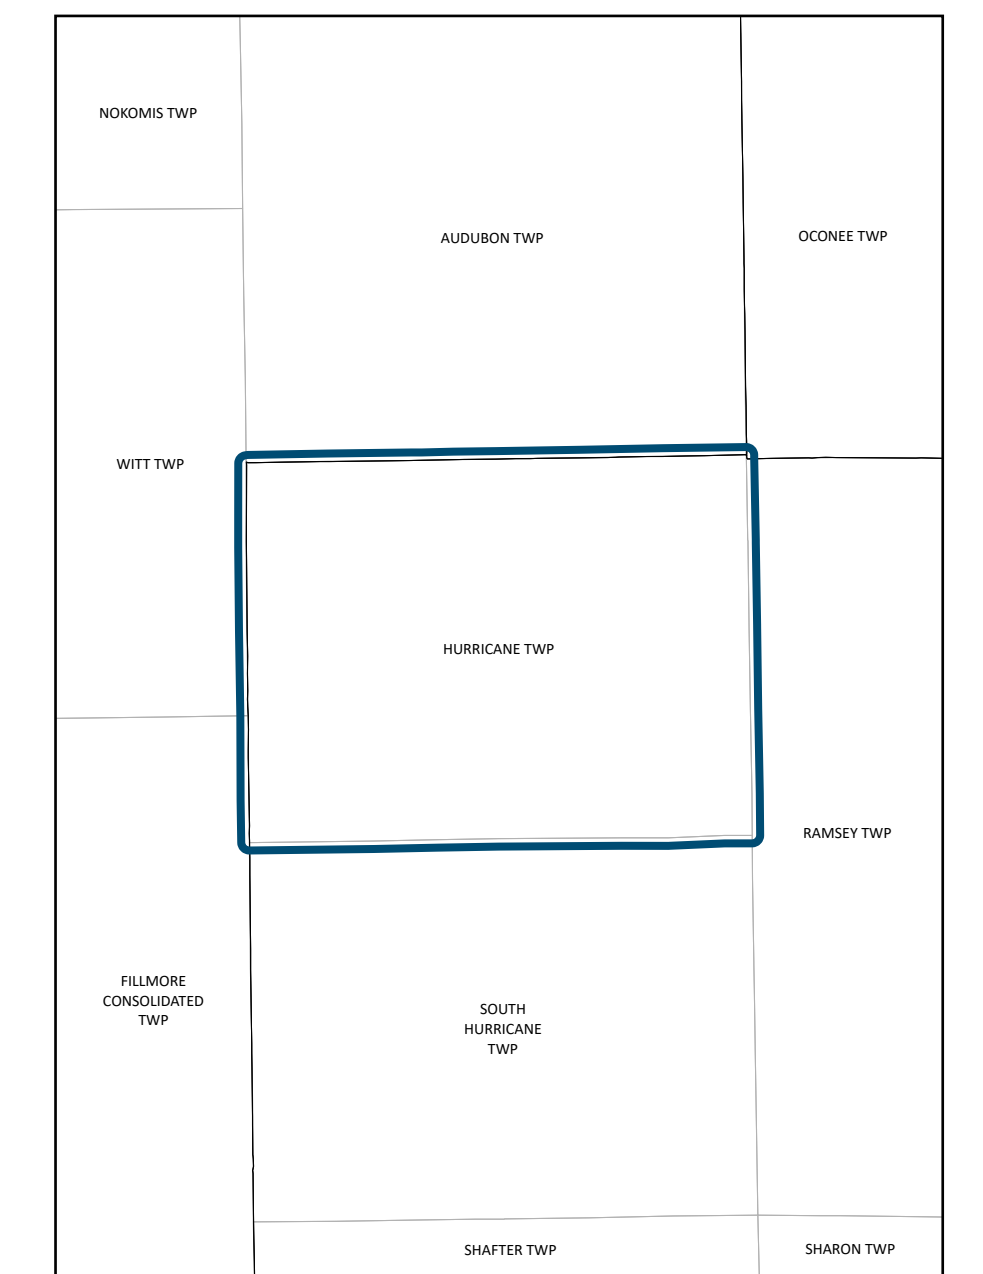 NOKOMIS TWP
AUDUBON TWP
OCONEE TWP
WITT TWP
HURRICANE TWP
RAMSEY TWP
FILLMORE
CONSOLIDATED
TWP
SOUTH
HURRICANE
TWP
SHAFTER TWP
SHARON TWP